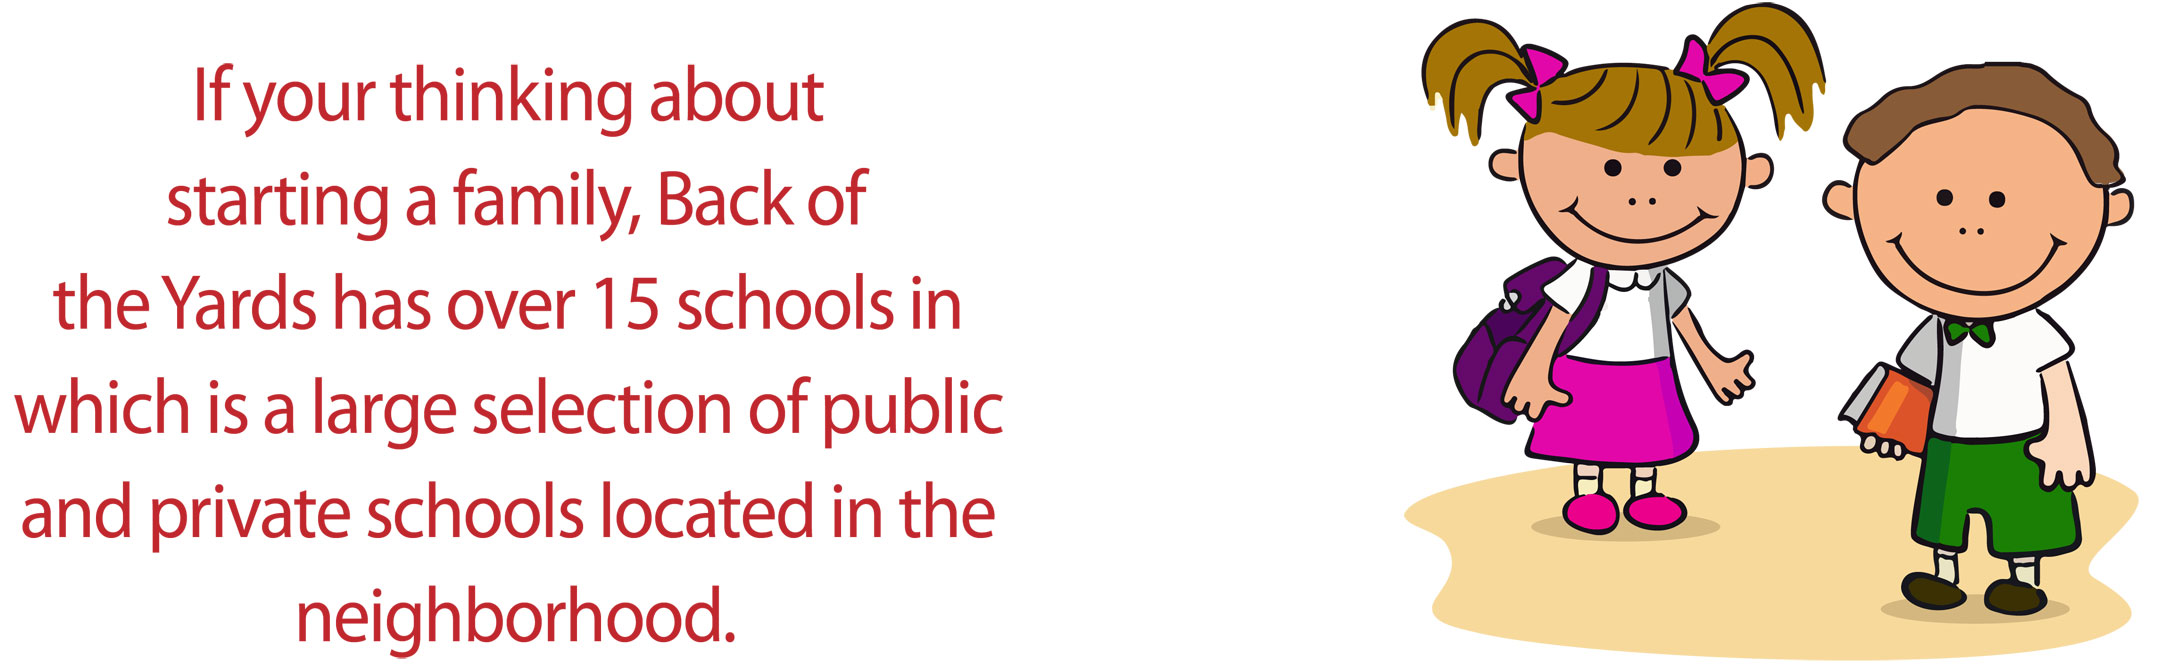 If your thinking about
starting a family, Back of
the Yards has over 15 schools in
which is a large selection of public
and private schools located in the
neighborhood.